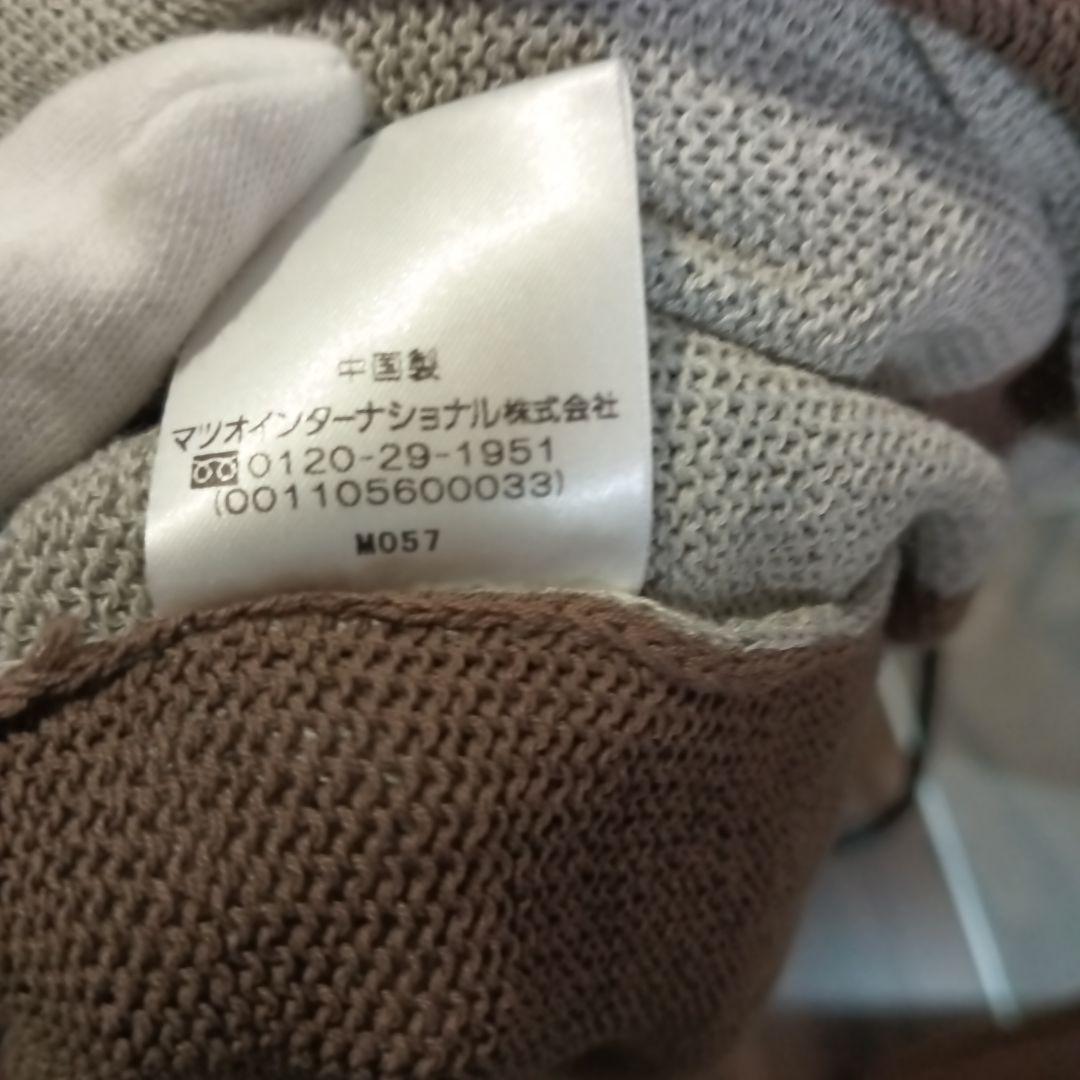 中国製
マツオインターナショナル株式会社
0120-29-1951
(001105600033)
M057